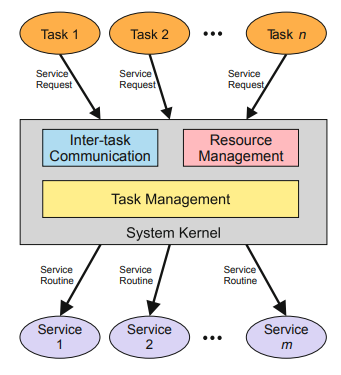 Task 1
Task 2
•••
Task n
Service
Request
Service
Request
Service
Request
Inter-task
Communication
Resource
Management
Task Management
System Kernel
Service
Routine
Service
Routine
Service
Routine
Service
1
Service
2
•••
Service
m